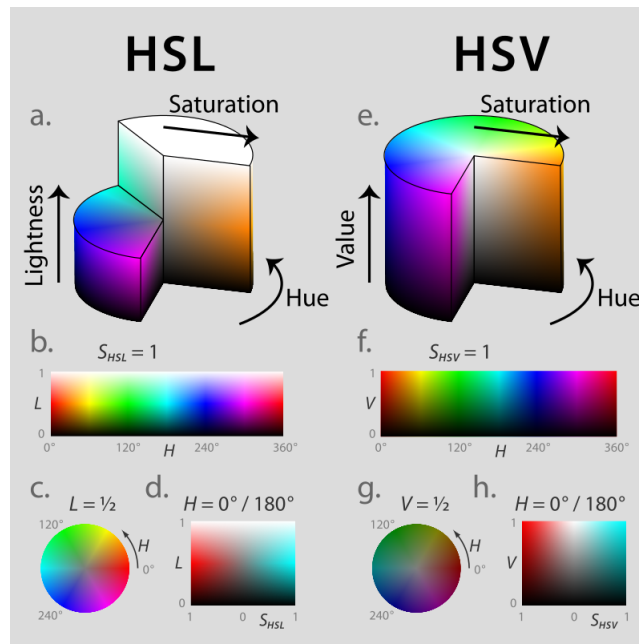 HSL
HSV
a.
Saturation
Lightness
Hue
e.
Saturation
Value
Hue
b.
S_HSL = 1
1
L
0
0°
120°
240°
360°
H
f.
S_HSV = 1
1
V
0
0°
120°
240°
360°
H
c.
L = ½
120°
H
0°
240°
d.
H = 0° / 180°
1
L
0
1
0
1
S_HSL
g.
V = ½
120°
H
0°
240°
h.
H = 0° / 180°
1
V
0
1
0
1
S_HSV